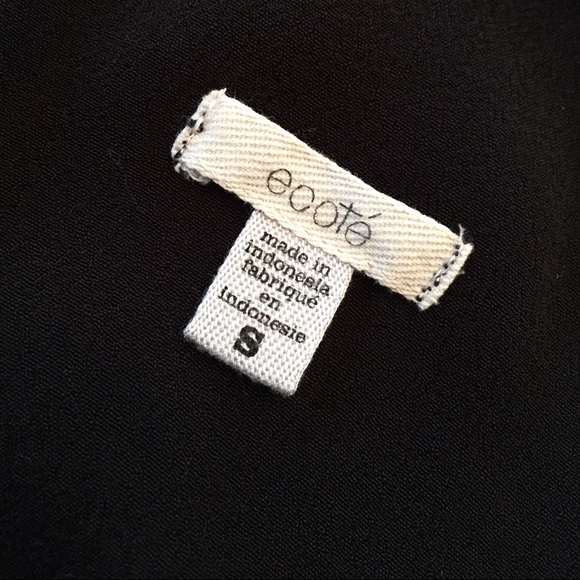 ecoté
made in
indonesia
fabriqué
en
indonesie
S